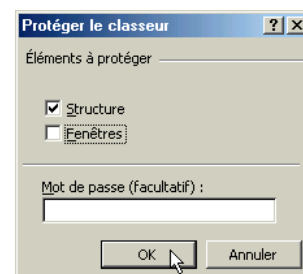 Protéger le classeur
Éléments à protéger
Structure
Fenêtres
Mot de passe (facultatif) :
OK
Annuler